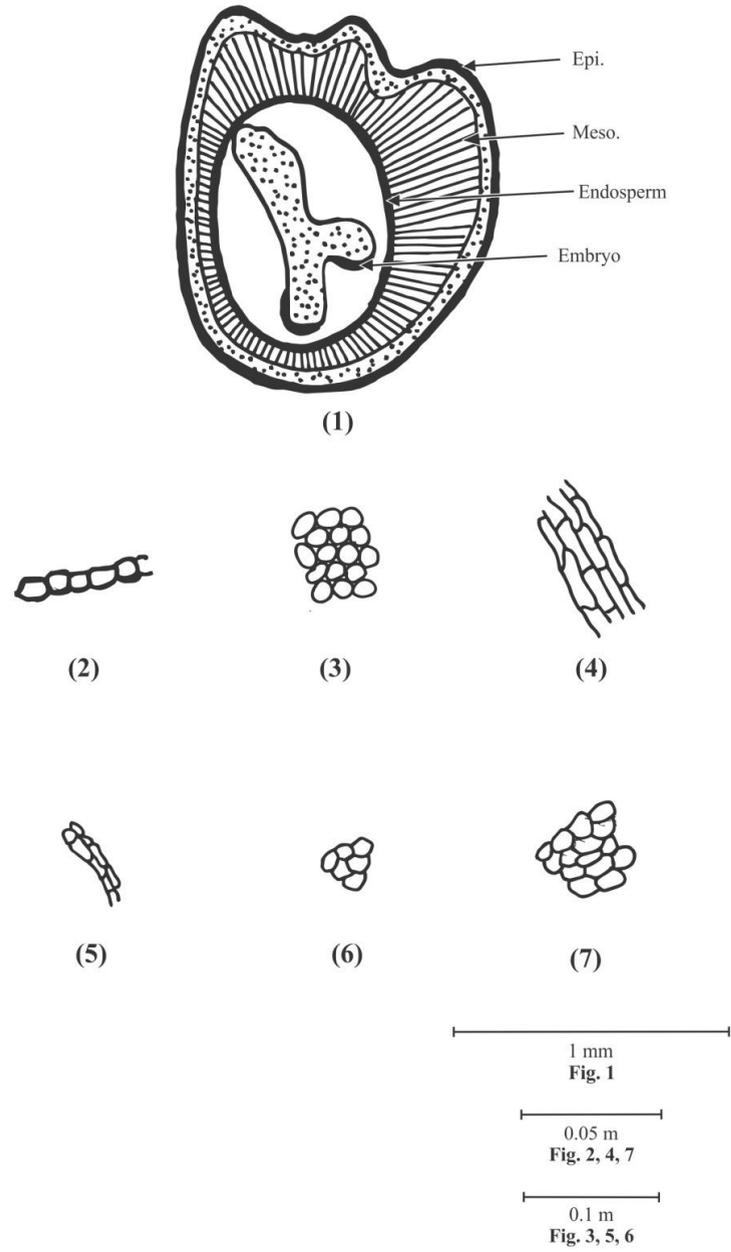 Epi.
Meso.
Endosperm
Embryo
(1)
(2) (3) (4)
(5) (6) (7)
1 mm
Fig. 1
0.05 m
Fig. 2, 4, 7
0.1 m
Fig. 3, 5, 6